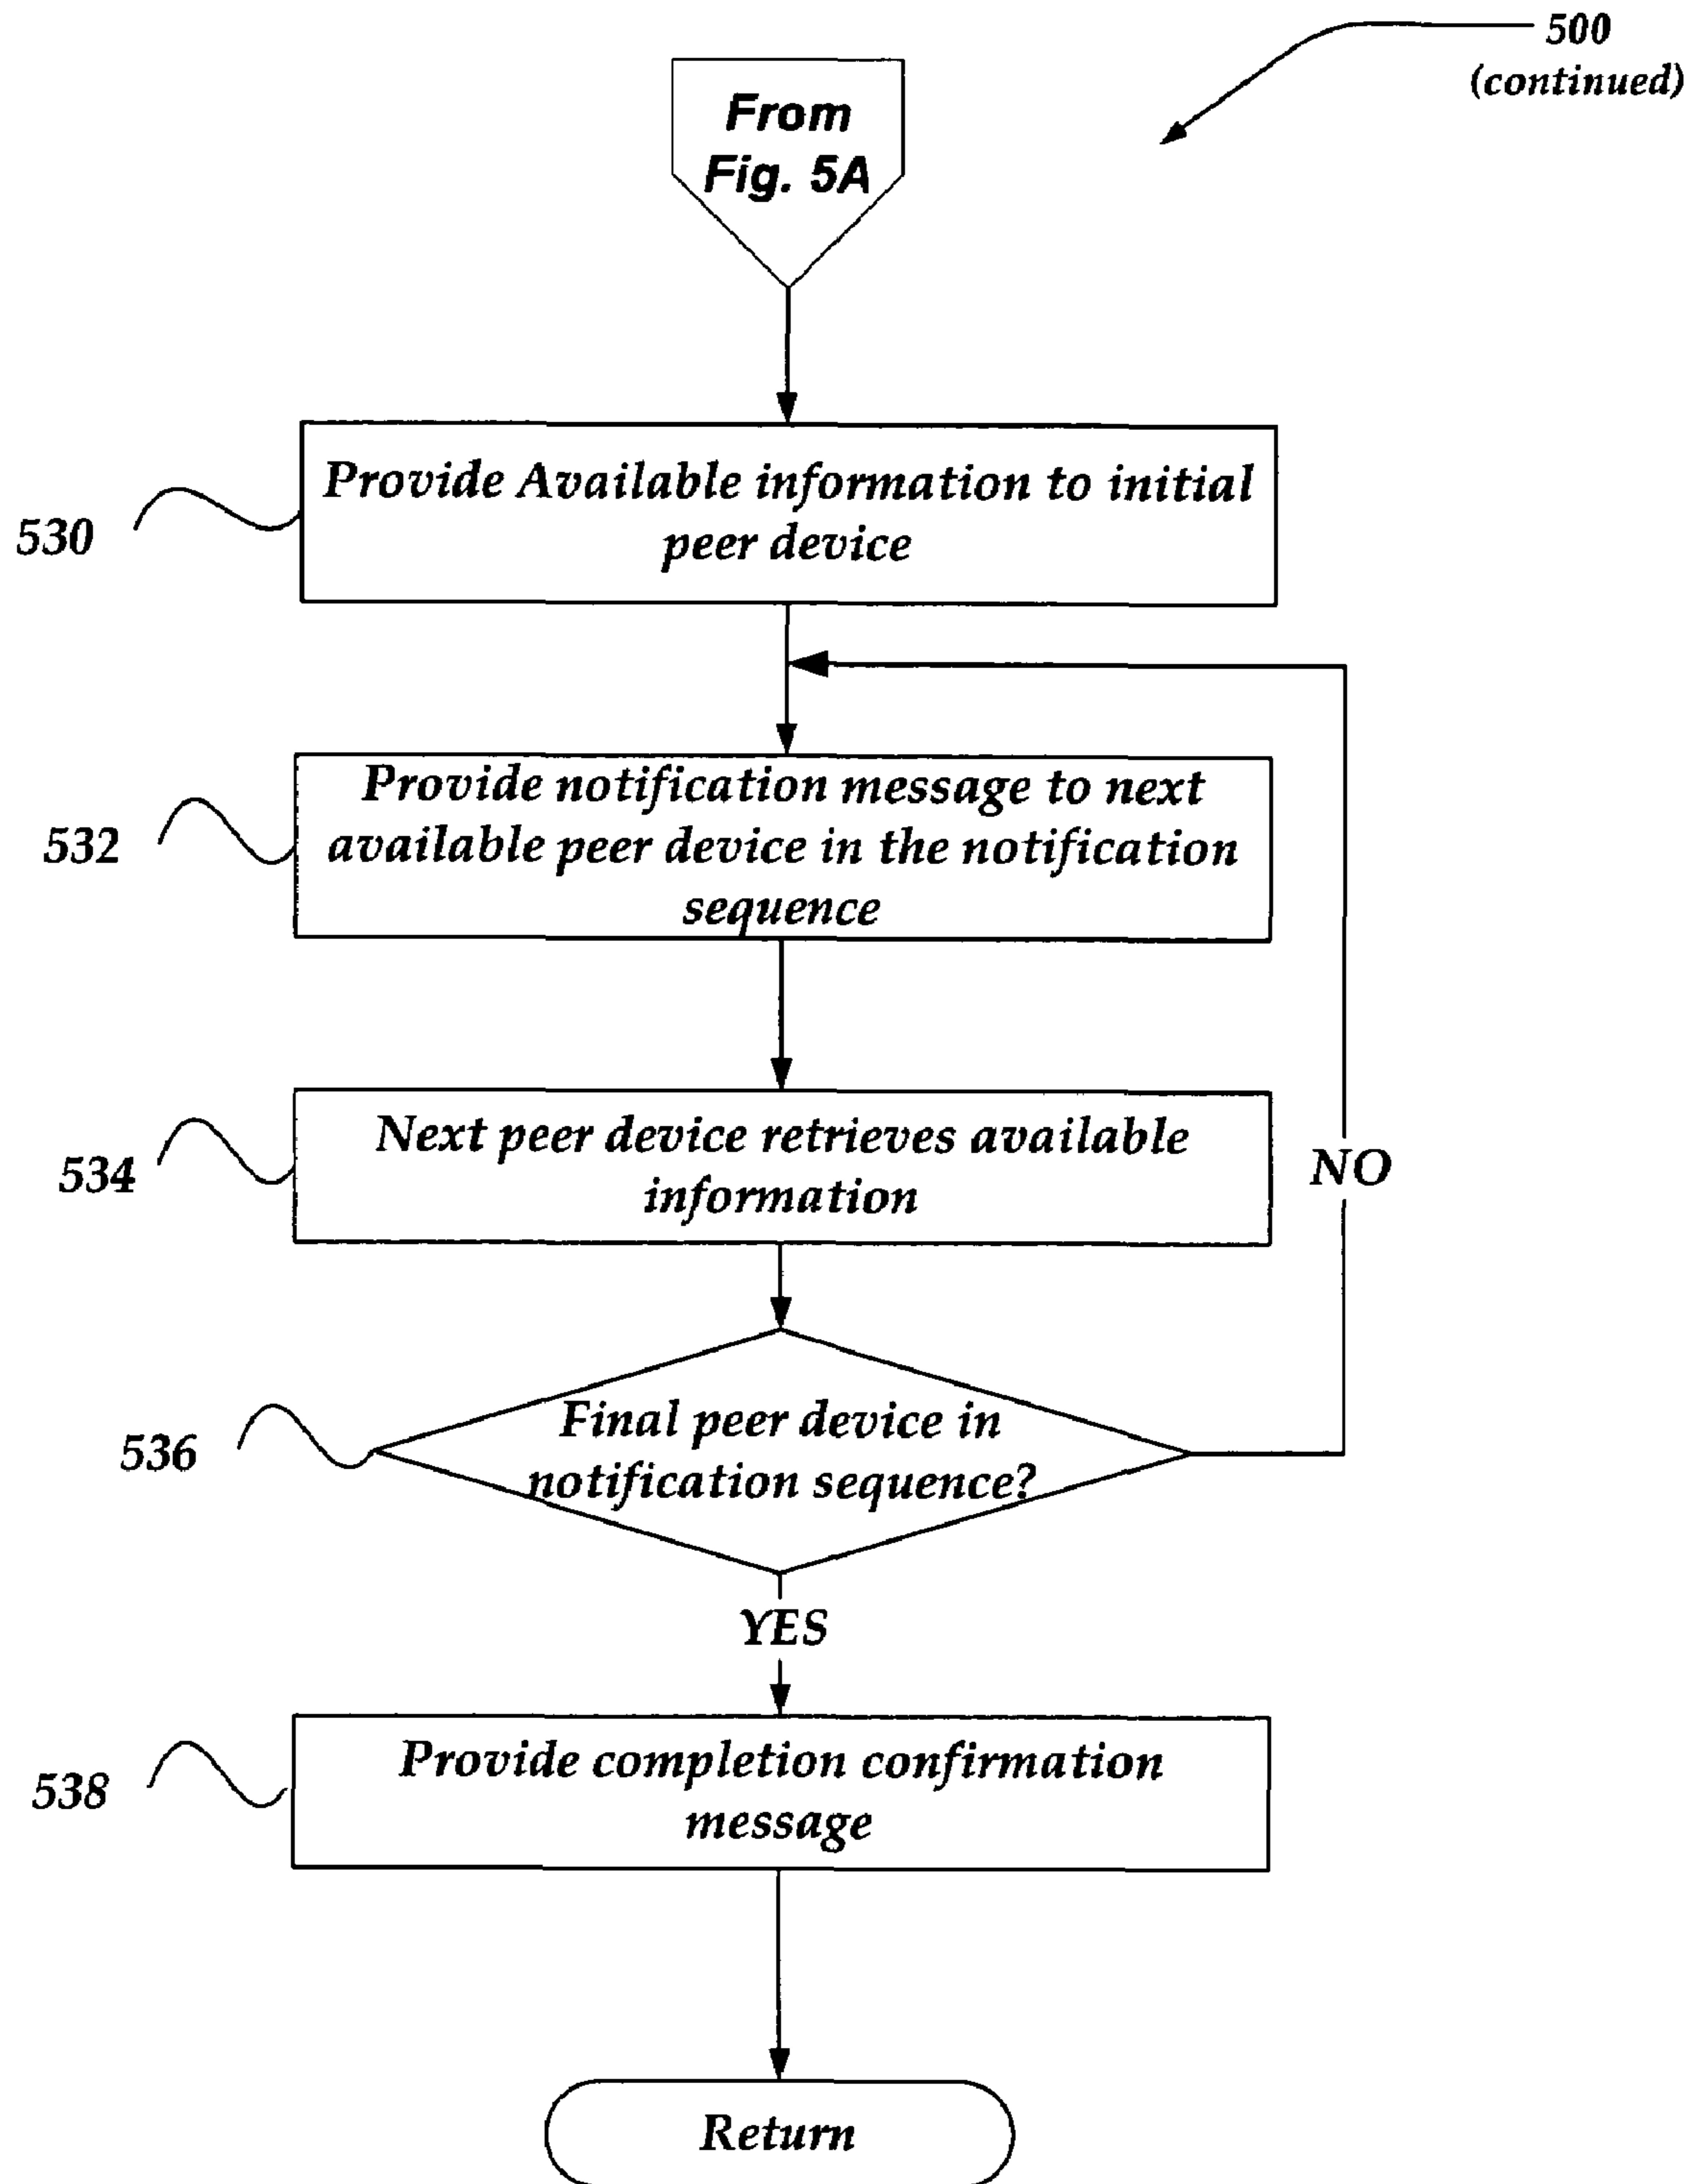 500
(continued)
From
Fig. 5A
Provide Available information to initial
peer device
530
Provide notification message to next
available peer device in the notification
sequence
532
Next peer device retrieves available
information
534
NO
Final peer device in
notification sequence?
536
YES
Provide completion confirmation
message
538
Return